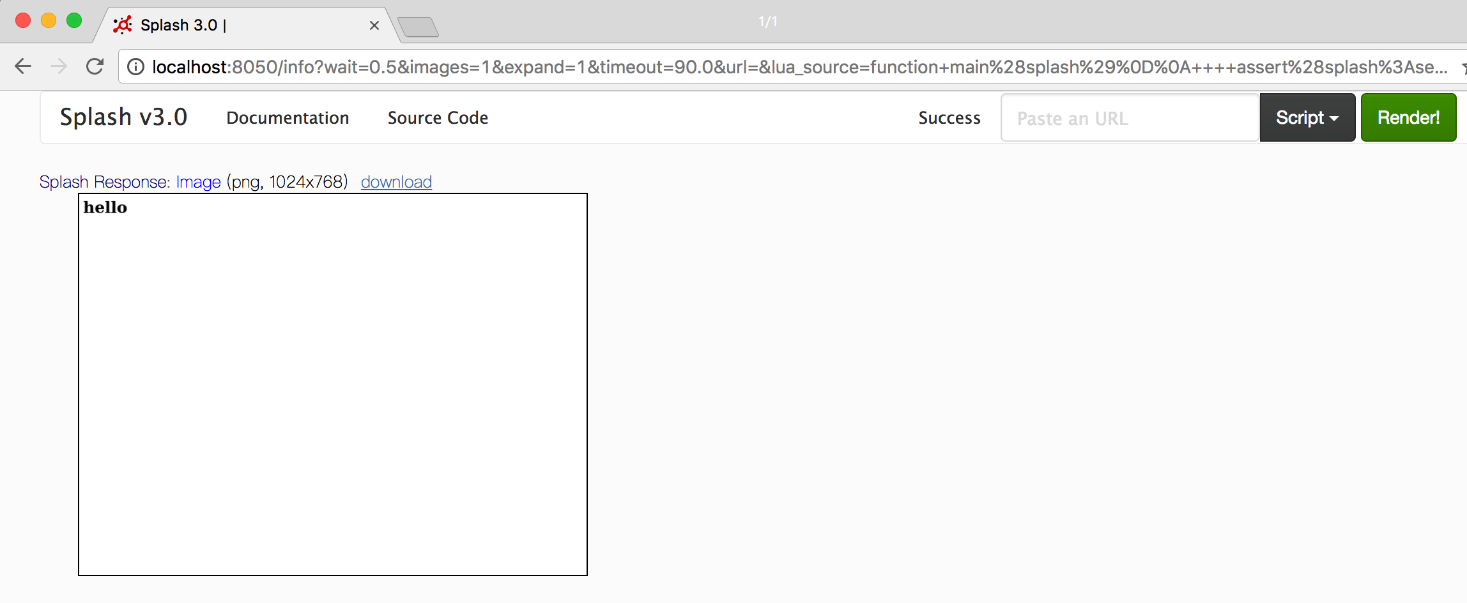 Splash 3.0 |
1/1
localhost:8050/info?wait=0.5&images=1&expand=1&timeout=90.0&url=&lua_source=function+main%28splash%29%0D%0A++++assert%28splash%3Ase...
Splash v3.0 Documentation Source Code Success Paste an URL Script Render!
Splash Response: Image (png, 1024x768) download
hello